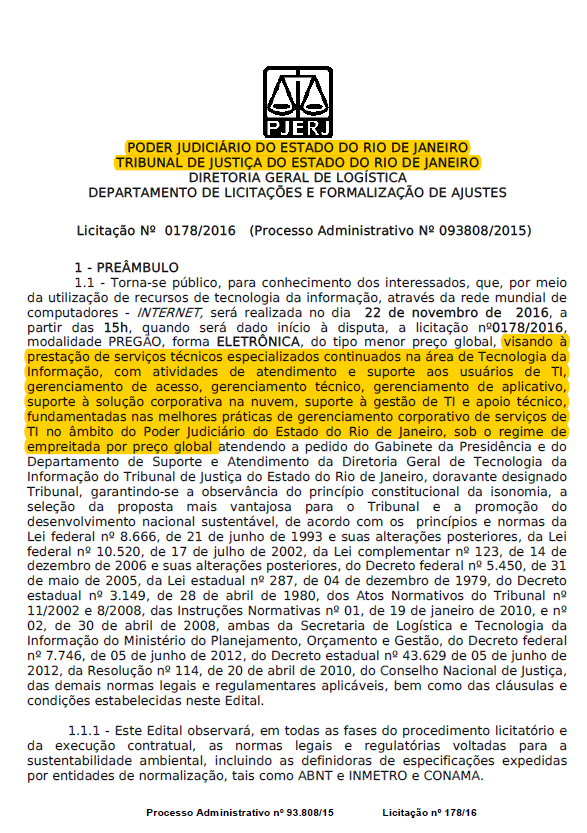 PJERJ
PODER JUDICIÁRIO DO ESTADO DO RIO DE JANEIRO
TRIBUNAL DE JUSTIÇA DO ESTADO DO RIO DE JANEIRO
DIRETORIA GERAL DE LOGÍSTICA
DEPARTAMENTO DE LICITAÇÕES E FORMALIZAÇÃO DE AJUSTES
Licitação Nº 0178/2016 (Processo Administrativo Nº 093808/2015)
1 - PREÂMBULO
1.1 - Torna-se público, para conhecimento dos interessados, que, por meio
da utilização de recursos de tecnologia da informação, através da rede mundial de
computadores - INTERNET, será realizada no dia 22 de novembro de 2016, a
partir das 15h, quando será dado início à disputa, a licitação nº0178/2016,
modalidade PREGÃO, forma ELETRÔNICA, do tipo menor preço global, visando à
prestação de serviços técnicos especializados continuados na área de Tecnologia da
Informação, com atividades de atendimento e suporte aos usuários de TI,
gerenciamento de acesso, gerenciamento técnico, gerenciamento de aplicativo,
suporte à solução corporativa na nuvem, suporte à gestão de TI e apoio técnico,
fundamentadas nas melhores práticas de gerenciamento corporativo de serviços de
TI no âmbito do Poder Judiciário do Estado do Rio de Janeiro, sob o regime de
empreitada por preço global atendendo a pedido do Gabinete da Presidência e do
Departamento de Suporte e Atendimento da Diretoria Geral de Tecnologia da
Informação do Tribunal de Justiça do Estado do Rio de Janeiro, doravante designado
Tribunal, garantindo-se a observância do princípio constitucional da isonomia, a
seleção da proposta mais vantajosa para o Tribunal e a promoção do
desenvolvimento nacional sustentável, de acordo com os princípios e normas da
Lei federal nº 8.666, de 21 de junho de 1993 e suas alterações posteriores, da Lei
federal nº 10.520, de 17 de julho de 2002, da Lei complementar nº 123, de 14 de
dezembro de 2006 e suas alterações posteriores, do Decreto federal nº 5.450, de 31
de maio de 2005, da Lei estadual nº 287, de 04 de dezembro de 1979, do Decreto
estadual nº 3.149, de 28 de abril de 1980, dos Atos Normativos do Tribunal nº
11/2002 e 8/2008, das Instruções Normativas nº 01, de 19 de janeiro de 2010, e nº
02, de 30 de abril de 2008, ambas da Secretaria de Logística e Tecnologia da
Informação do Ministério do Planejamento, Orçamento e Gestão, do Decreto federal
nº 7.746, de 05 de junho de 2012, do Decreto estadual nº 43.629 de 05 de junho de
2012, da Resolução nº 114, de 20 de abril de 2010, do Conselho Nacional de Justiça,
das demais normas legais e regulamentares aplicáveis, bem como das cláusulas e
condições estabelecidas neste Edital.
1.1.1 - Este Edital observará, em todas as fases do procedimento licitatório e
da execução contratual, as normas legais e regulatórias voltadas para a
sustentabilidade ambiental, incluindo as definidoras de especificações expedidas
por entidades de normalização, tais como ABNT e INMETRO e CONAMA.
Processo Administrativo nº 93.808/15 Licitação nº 178/16